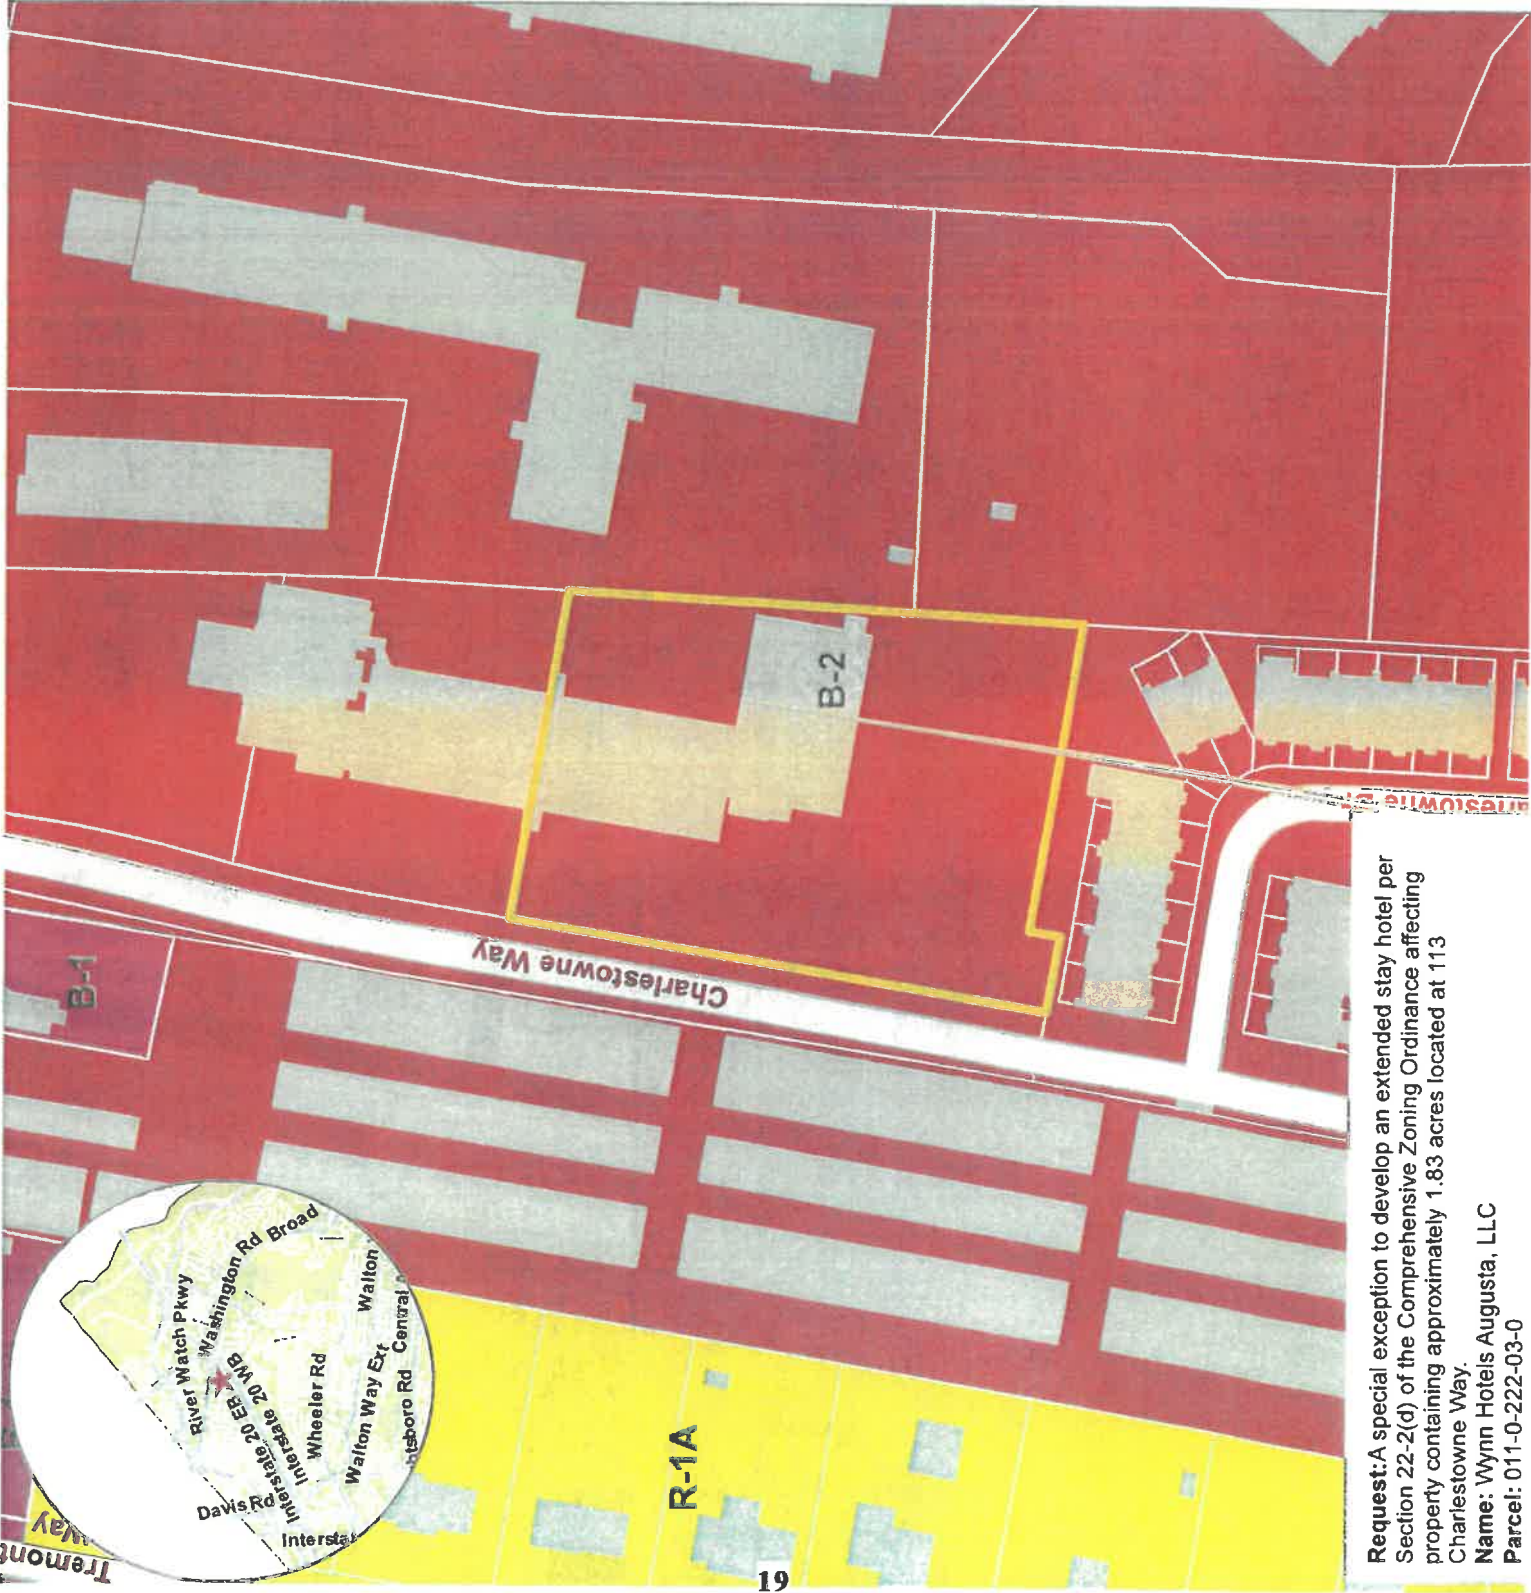 B-1
B-2
R-1A
Charlestowne Way
Tremont
Way
River Watch Pkwy
Washington Rd
Broad
Interstate 20 EB
Interstate 20 WB
Davis Rd
Wheeler Rd
Walton Way Ext
Walton
Central
Request:A special exception to develop an extended stay hotel per
Section 22-2(d) of the Comprehensive Zoning Ordinance affecting
property containing approximately 1.83 acres located at 113
Charlestowne Way.
Name: Wynn Hotels Augusta, LLC
Parcel: 011-0-222-03-0
19